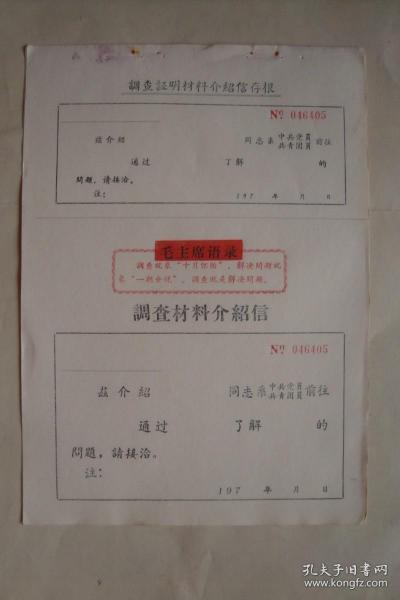 調查証明材料介紹信存根
№ 046405
茲介紹 同志系 中共党員 共青团員 前往
通过 了解 的
問題，请接洽。
注： 197 年 月 日
毛主席语录
調查就象“十月怀胎”，解决問題就
象“一朝分娩”。調查就是解决問題。
調查材料介紹信
№ 046405
茲介紹 同志系 中共党員 共青团員 前往
通过 了解 的
問題，請接洽。
注：
197 年 月 日
孔夫子旧书网
www.kongfz.com